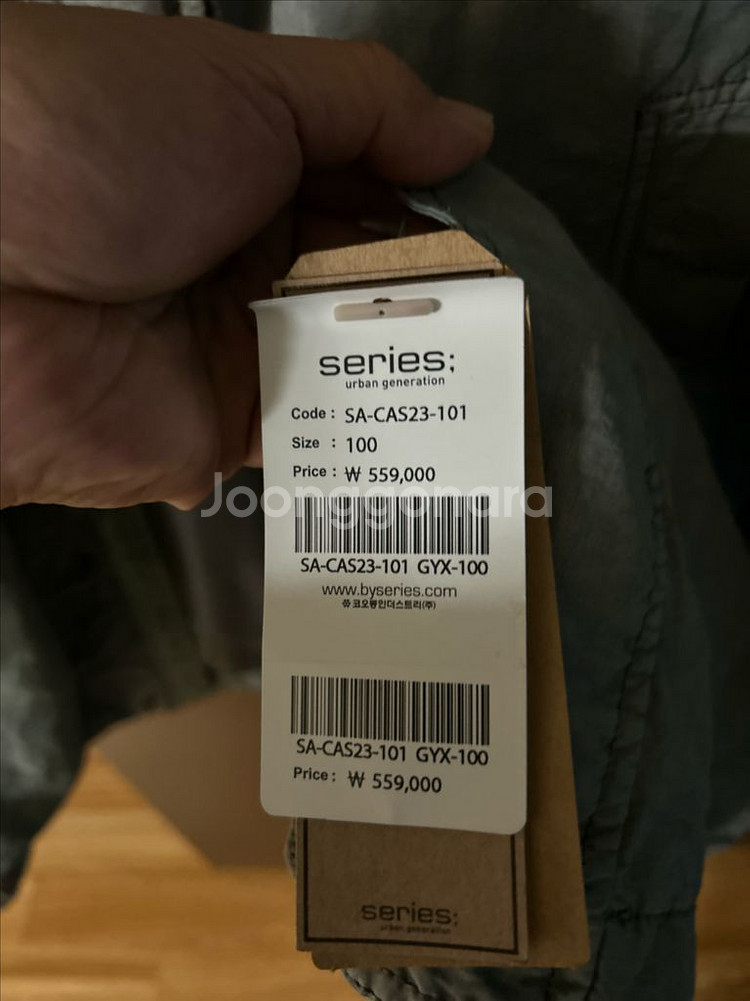 series;
urban generation
Code : SA-CAS23-101
Size : 100
Price : ₩ 559,000
Joonggonara
SA-CAS23-101 GYX-100
www.byseries.com
코오롱인더스트리(주)
SA-CAS23-101 GYX-100
Price : ₩ 559,000
series;
urban generation